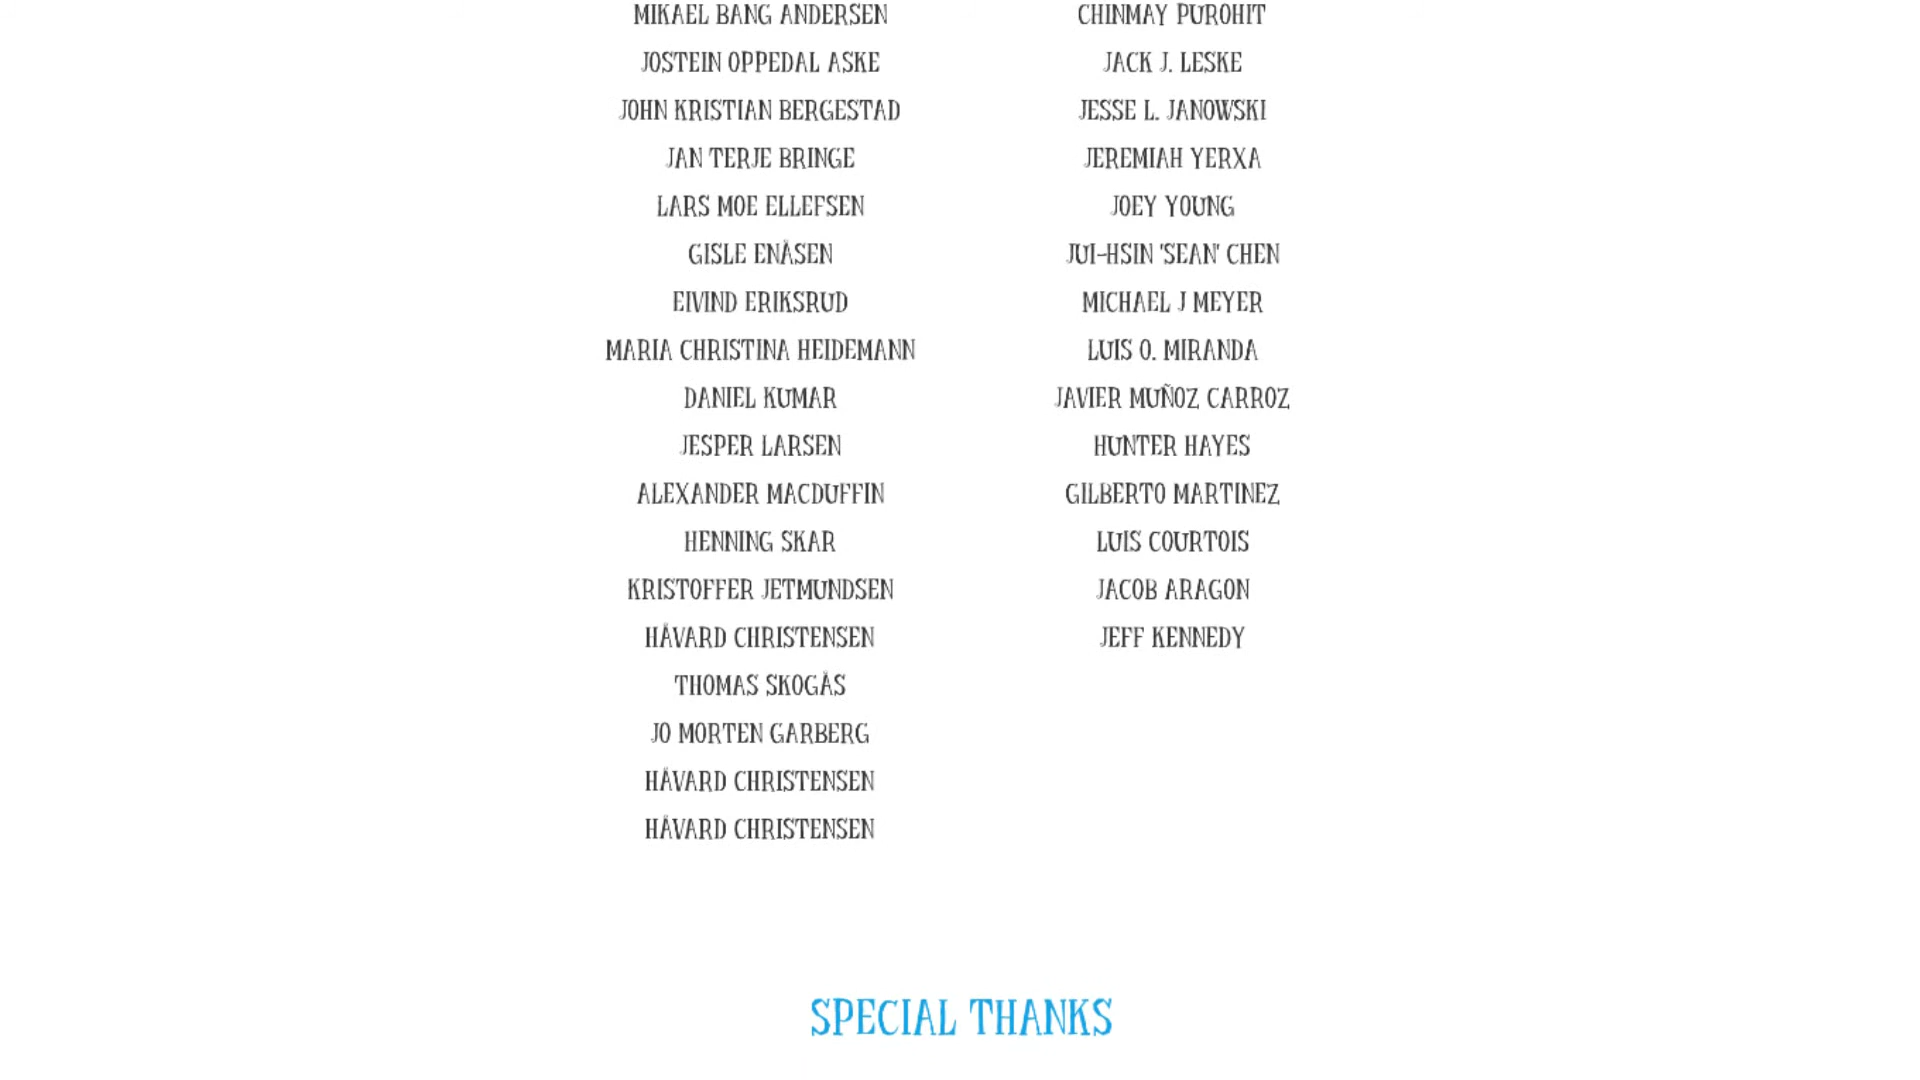 MIKAEL BANG ANDERSEN
JOSTEIN OPPEDAL ASKE
JOHN KRISTIAN BERGESTAD
JAN TERJE BRINGE
LARS MOE ELLEFSEN
GISLE ENÅSEN
EIVIND ERIKSRUD
MARIA CHRISTINA HEIDEMANN
DANIEL KUMAR
JESPER LARSEN
ALEXANDER MACDUFFIN
HENNING SKAR
KRISTOFFER JETMUNDSEN
HÅVARD CHRISTENSEN
THOMAS SKOGÅS
JO MORTEN GARBERG
HÅVARD CHRISTENSEN
HÅVARD CHRISTENSEN
CHINMAY PUROHIT
JACK J. LESKE
JESSE L. JANOWSKI
JEREMIAH YERXA
JOEY YOUNG
JUI-HSIN 'SEAN' CHEN
MICHAEL J MEYER
LUIS O. MIRANDA
JAVIER MUÑOZ CARROZ
HUNTER HAYES
GILBERTO MARTINEZ
LUIS COURTOIS
JACOB ARAGON
JEFF KENNEDY
SPECIAL THANKS